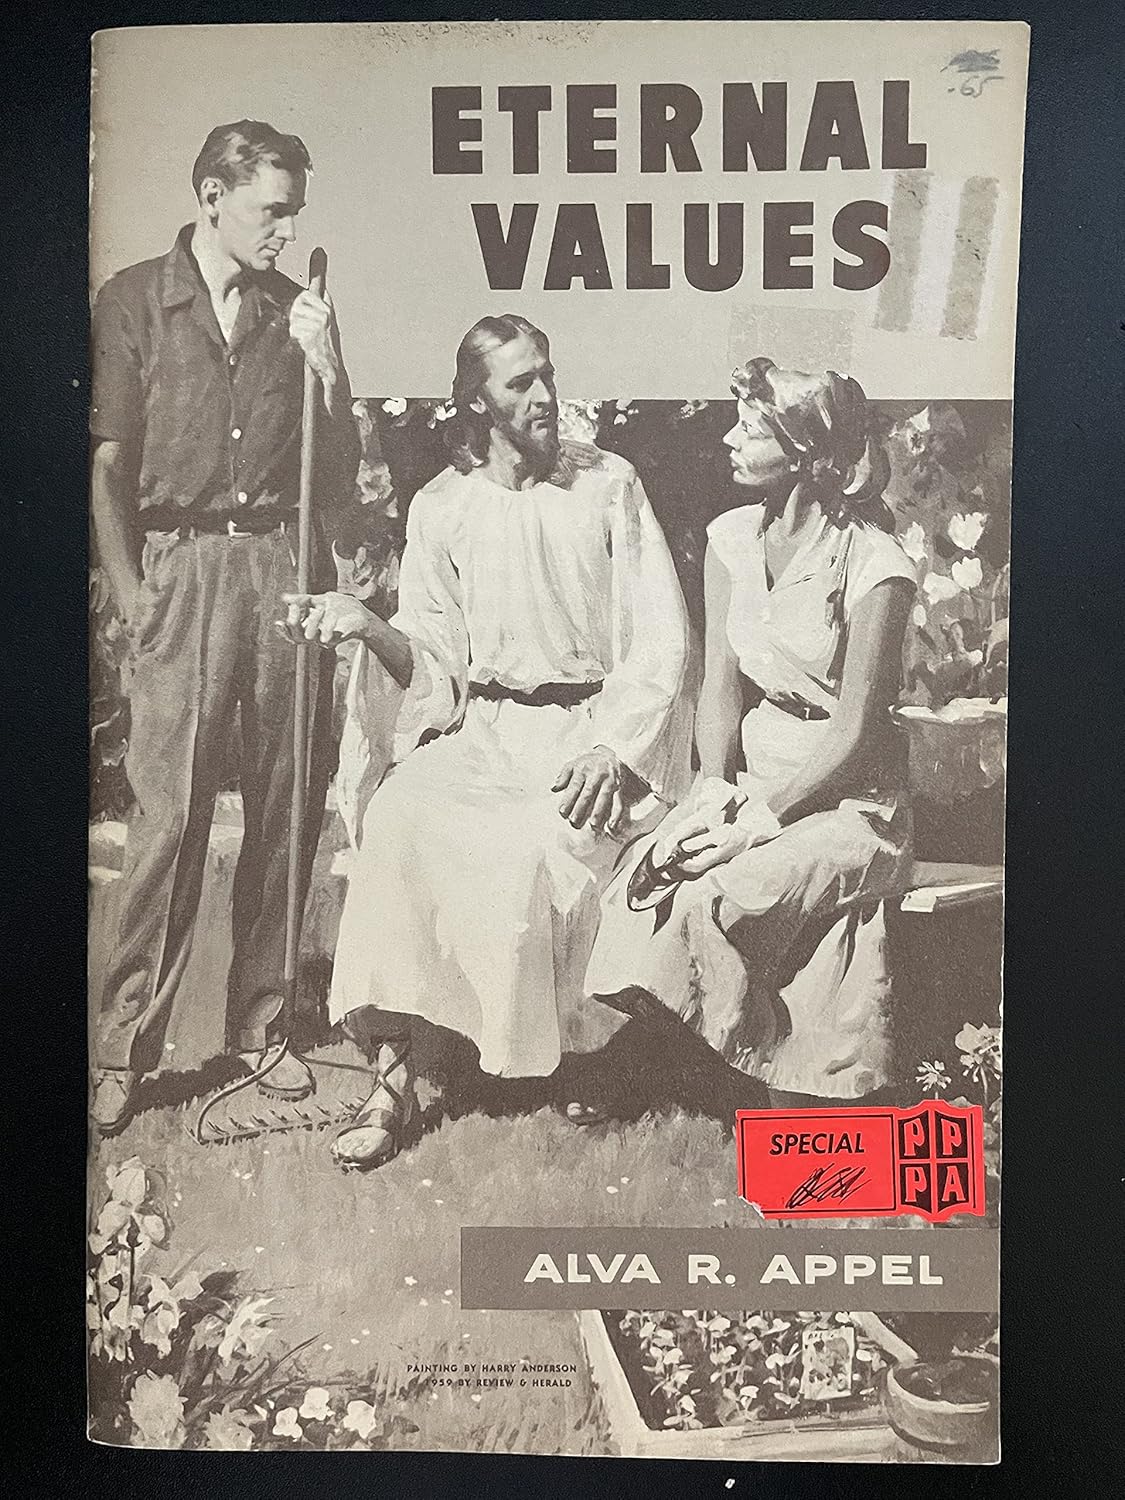 .65
ETERNAL
VALUES
SPECIAL
PP
PA
ALVA R. APPEL
PAINTING BY HARRY ANDERSON
1959 BY REVIEW & HERALD